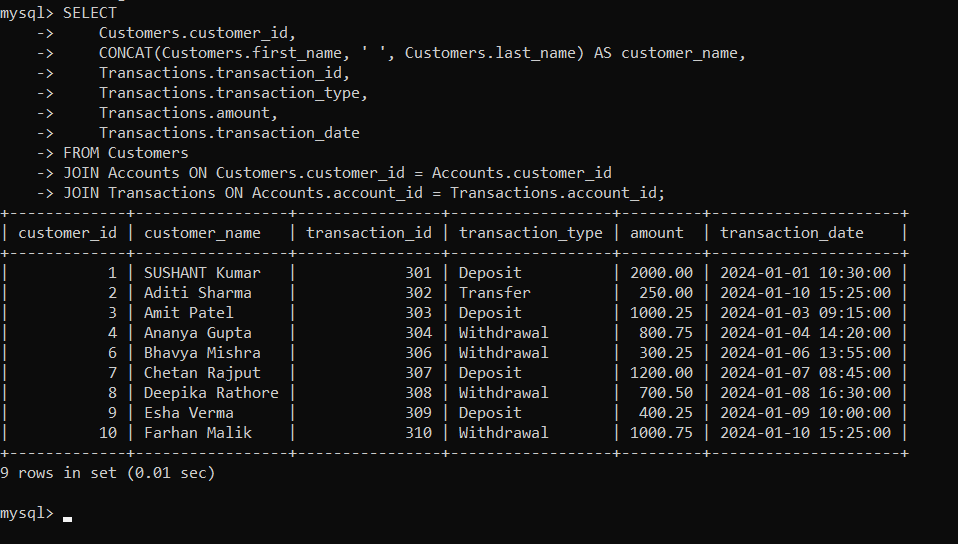 mysql> SELECT
    ->     Customers.customer_id,
    ->     CONCAT(Customers.first_name, ' ', Customers.last_name) AS customer_name,
    ->     Transactions.transaction_id,
    ->     Transactions.transaction_type,
    ->     Transactions.amount,
    ->     Transactions.transaction_date
    -> FROM Customers
    -> JOIN Accounts ON Customers.customer_id = Accounts.customer_id
    -> JOIN Transactions ON Accounts.account_id = Transactions.account_id;
+-------------+-----------------+----------------+------------------+---------+---------------------+
| customer_id | customer_name   | transaction_id | transaction_type | amount  | transaction_date    |
+-------------+-----------------+----------------+------------------+---------+---------------------+
|           1 | SUSHANT Kumar   |            301 | Deposit          | 2000.00 | 2024-01-01 10:30:00 |
|           2 | Aditi Sharma    |            302 | Transfer         |  250.00 | 2024-01-10 15:25:00 |
|           3 | Amit Patel      |            303 | Deposit          | 1000.25 | 2024-01-03 09:15:00 |
|           4 | Ananya Gupta    |            304 | Withdrawal       |  800.75 | 2024-01-04 14:20:00 |
|           6 | Bhavya Mishra   |            306 | Withdrawal       |  300.25 | 2024-01-06 13:55:00 |
|           7 | Chetan Rajput   |            307 | Deposit          | 1200.00 | 2024-01-07 08:45:00 |
|           8 | Deepika Rathore |            308 | Withdrawal       |  700.50 | 2024-01-08 16:30:00 |
|           9 | Esha Verma      |            309 | Deposit          |  400.25 | 2024-01-09 10:00:00 |
|          10 | Farhan Malik    |            310 | Withdrawal       | 1000.75 | 2024-01-10 15:25:00 |
+-------------+-----------------+----------------+------------------+---------+---------------------+
9 rows in set (0.01 sec)
mysql>